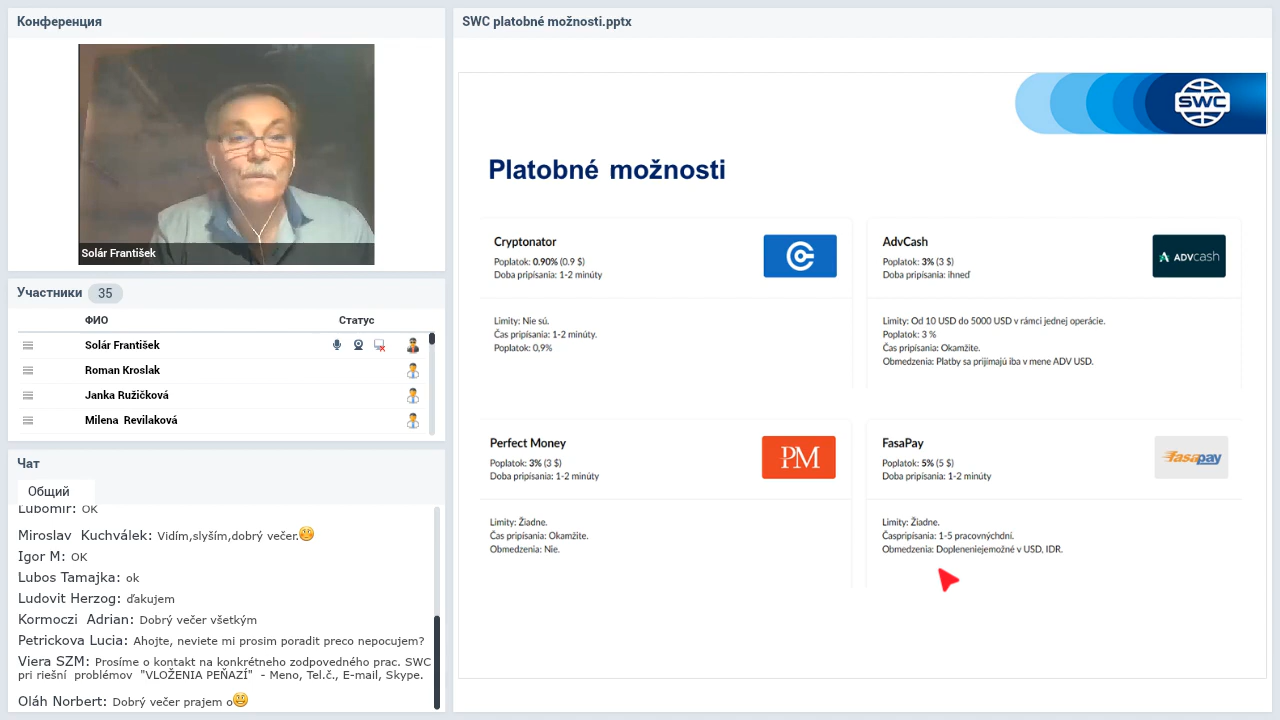 Конференция
Solár František
Участники 35
ФИО Статус
Solár František
Roman Kroslak
Janka Ružičková
Milena Revilaková
Чат
Общий
Lubomir: OK
Miroslav Kuchválek: Vidím,slyším,dobrý večer.
Igor M: OK
Lubos Tamajka: ok
Ludovit Herzog: ďakujem
Kormoczi Adrian: Dobrý večer všetkým
Petrickova Lucia: Ahojte, neviete mi prosim poradit preco nepocujem?
Viera SZM: Prosíme o kontakt na konkrétneho zodpovedného prac. SWC
pri riešní problémov "VLOŽENIA PEŇAZÍ" - Meno, Tel.č., E-mail, Skype.
Oláh Norbert: Dobrý večer prajem o
SWC platobné možnosti.pptx
SWC
Platobné možnosti
Cryptonator
Poplatok: 0.90% (0.9 $)
Doba pripísania: 1-2 minúty
Limity: Nie sú.
Čas pripísania: 1-2 minúty.
Poplatok: 0,9%
AdvCash
Poplatok: 3% (3 $)
Doba pripísania: ihneď
ADVcash
Limity: Od 10 USD do 5000 USD v rámci jednej operácie.
Poplatok: 3 %
Čas pripísania: Okamžite.
Obmedzenia: Platby sa prijímajú iba v mene ADV USD.
Perfect Money
Poplatok: 3% (3 $)
Doba pripísania: 1-2 minúty
PM
Limity: Žiadne.
Čas pripísania: Okamžite.
Obmedzenia: Nie.
FasaPay
Poplatok: 5% (5 $)
Doba pripísania: 1-2 minúty
fasapay
Limity: Žiadne.
Časpripísania: 1-5 pracovnýchdní.
Obmedzenia: Dopleneniejemožné v USD, IDR.